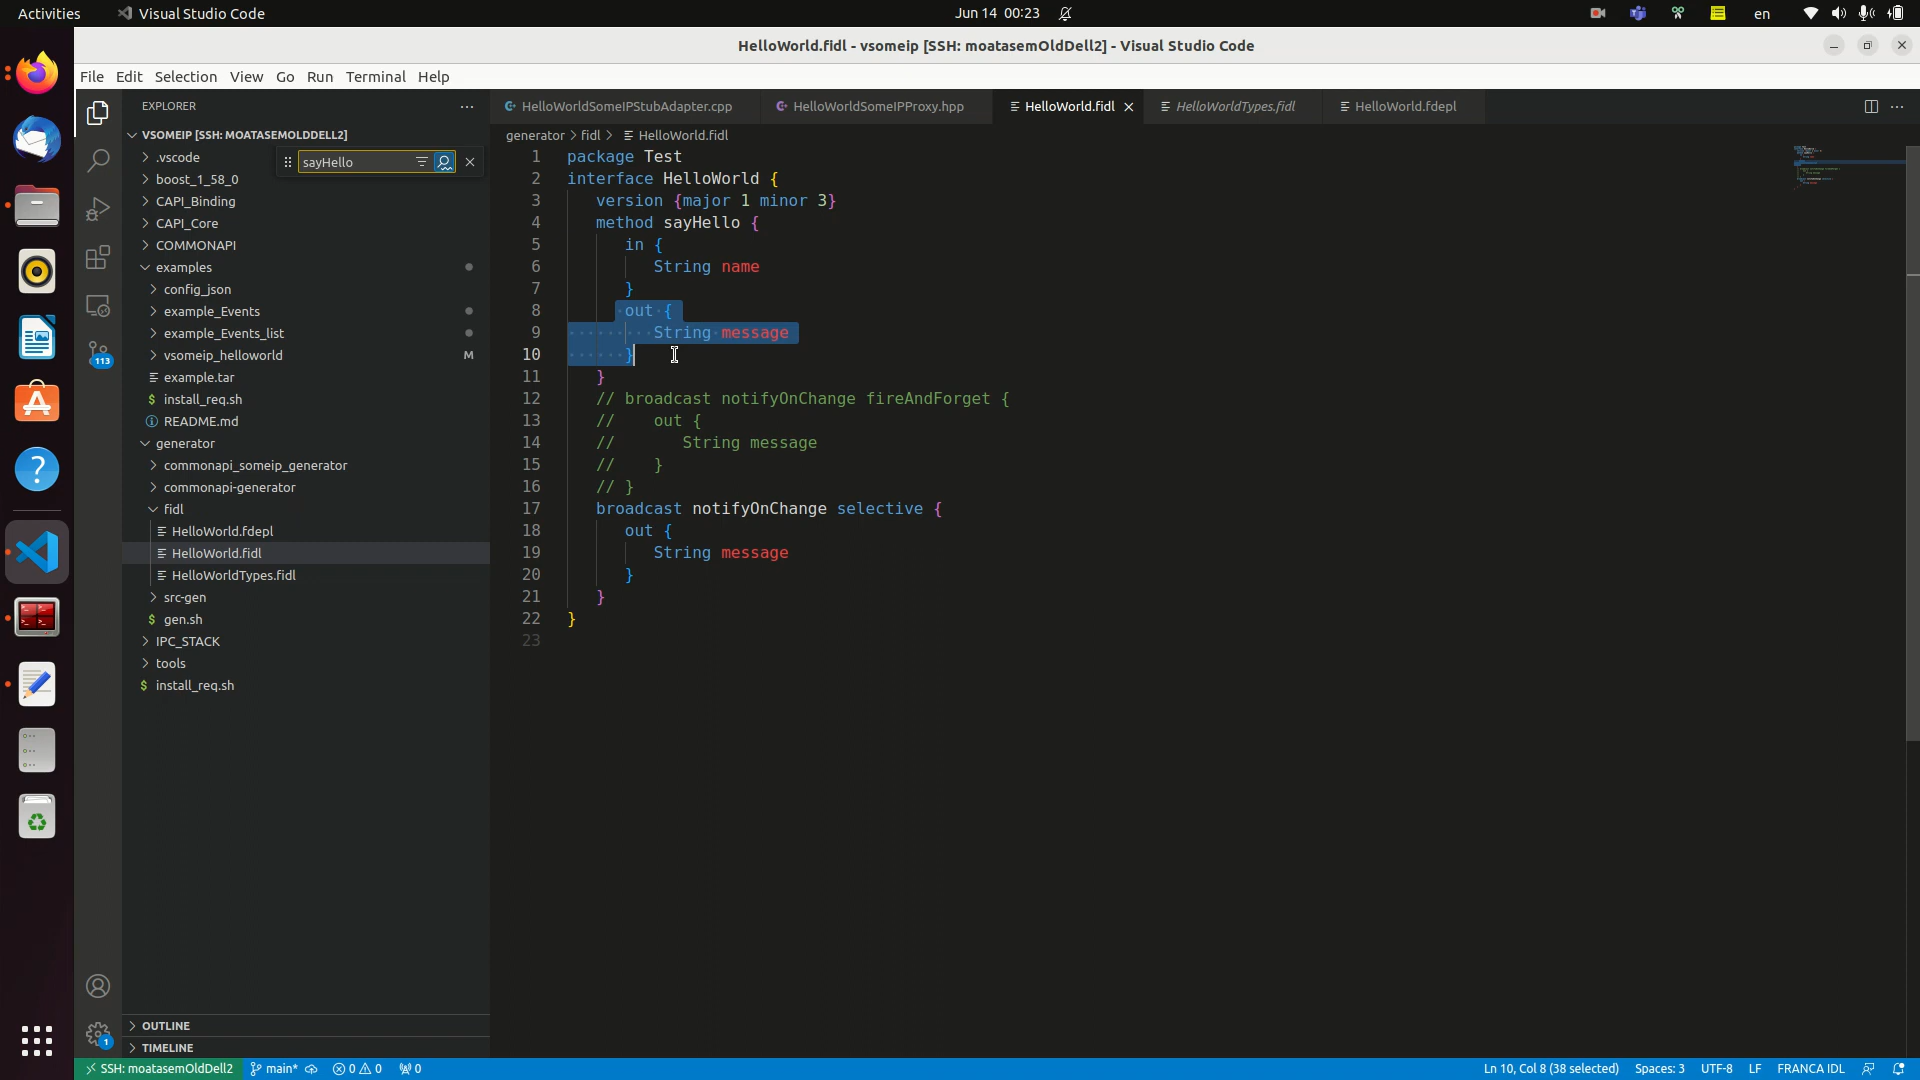 Activities
Visual Studio Code
Jun 14 00:23
en
HelloWorld.fidl - vsomeip [SSH: moatasemOldDell2] - Visual Studio Code
File Edit Selection View Go Run Terminal Help
EXPLORER
VSOMEIP [SSH: MOATASEMOLDDELL2]
.vscode
sayHello
boost_1_58_0
CAPI_Binding
CAPI_Core
COMMONAPI
examples
config_json
example_Events
example_Events_list
vsomeip_helloworld M
example.tar
$ install_req.sh
README.md
generator
commonapi_someip_generator
commonapi-generator
fidl
HelloWorld.fdepl
HelloWorld.fidl
HelloWorldTypes.fidl
src-gen
$ gen.sh
IPC_STACK
tools
$ install_req.sh
OUTLINE
TIMELINE
113
1
HelloWorldSomeIPStubAdapter.cpp
HelloWorldSomeIPProxy.hpp
HelloWorld.fidl
HelloWorldTypes.fidl
HelloWorld.fdepl
generator > fidl > HelloWorld.fidl
1 package Test
2 interface HelloWorld {
3 version {major 1 minor 3}
4 method sayHello {
5 in {
6 String name
7 }
8 out {
9 String message
10 }
11 }
12 // broadcast notifyOnChange fireAndForget {
13 // out {
14 // String message
15 // }
16 // }
17 broadcast notifyOnChange selective {
18 out {
19 String message
20 }
21 }
22 }
23
SSH: moatasemOldDell2
main*
0 0
0
Ln 10, Col 8 (38 selected)
Spaces: 3
UTF-8
LF
FRANCA IDL